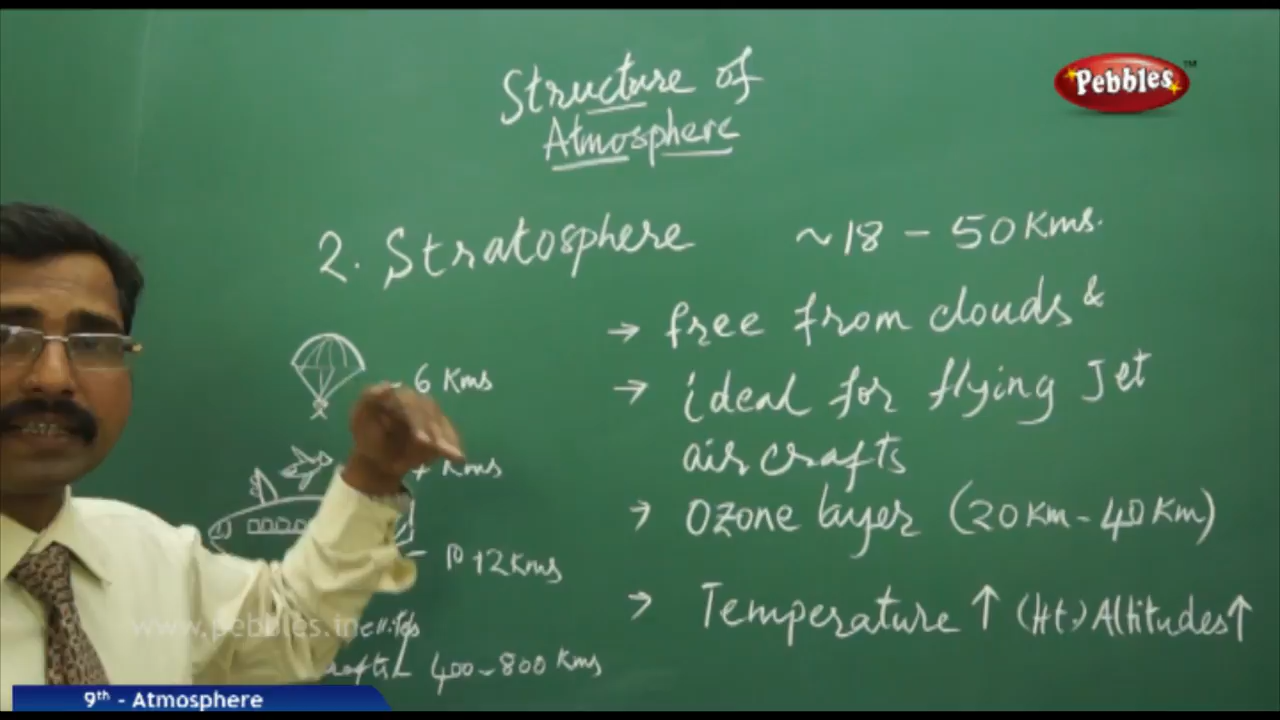 Pebbles™
Structure of
Atmosphere
2. Stratosphere ~18 - 50 Kms.
→ free from clouds &
→ ideal for flying Jet
air crafts
→ Ozone layer (20 Km - 40 Km)
→ Temperature ↑ (Ht.) Altitudes ↑
6 Kms
Kms
12 Kms
400-800 Kms
www.pebbles.in
9th - Atmosphere